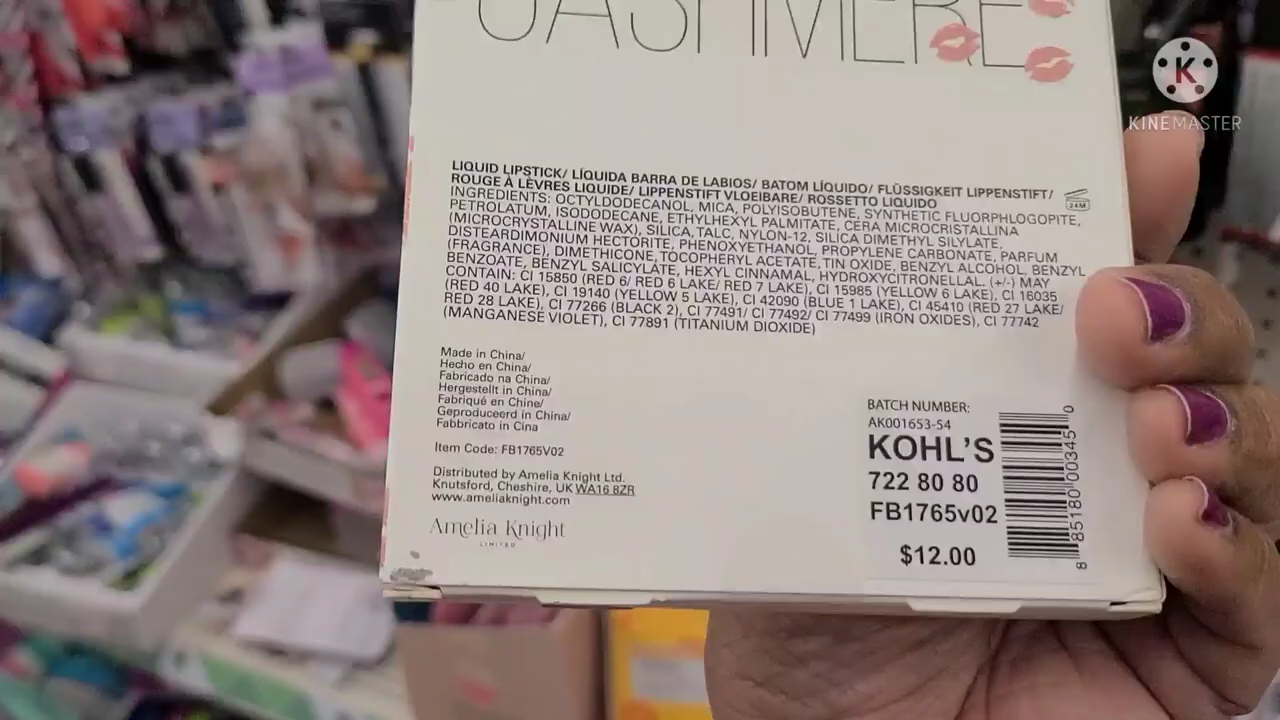 CASHMERE
KINEMASTER
LIQUID LIPSTICK/ LÍQUIDA BARRA DE LABIOS/ BATOM LÍQUIDO/ FLÜSSIGKEIT LIPPENSTIFT/
ROUGE À LÈVRES LIQUIDE/ LIPPENSTIFT VLOEIBARE/ ROSSETTO LIQUIDO
INGREDIENTS: OCTYLDODECANOL, MICA, POLYISOBUTENE, SYNTHETIC FLUORPHLOGOPITE,
PETROLATUM, ISODODECANE, ETHYLHEXYL PALMITATE, CERA MICROCRISTALLINA
(MICROCRYSTALLINE WAX), SILICA, TALC, NYLON-12, SILICA DIMETHYL SILYLATE,
DISTEARDIMONIUM HECTORITE, PHENOXYETHANOL, PROPYLENE CARBONATE, PARFUM
(FRAGRANCE), DIMETHICONE, TOCOPHERYL ACETATE, TIN OXIDE, BENZYL ALCOHOL, BENZYL
BENZOATE, BENZYL SALICYLATE, HEXYL CINNAMAL, HYDROXYCITRONELLAL. (+/-) MAY
CONTAIN: CI 15850 (RED 6/ RED 6 LAKE/ RED 7 LAKE), CI 15985 (YELLOW 6 LAKE), CI 16035
(RED 40 LAKE), CI 19140 (YELLOW 5 LAKE), CI 42090 (BLUE 1 LAKE), CI 45410 (RED 27 LAKE/
RED 28 LAKE), CI 77266 (BLACK 2), CI 77491/ CI 77492/ CI 77499 (IRON OXIDES), CI 77742
(MANGANESE VIOLET), CI 77891 (TITANIUM DIOXIDE)
24M
Made in China/
Hecho en China/
Fabricado na China/
Hergestellt in China/
Fabriqué en Chine/
Geproduceerd in China/
Fabbricato in Cina
Item Code: FB1765V02
Distributed by Amelia Knight Ltd.
Knutsford, Cheshire, UK WA16 8ZR
www.ameliaknight.com
Amelia Knight
LIMITED
BATCH NUMBER:
AK001653-54
KOHL'S
722 80 80
FB1765v02
$12.00
8 85180 00345 0